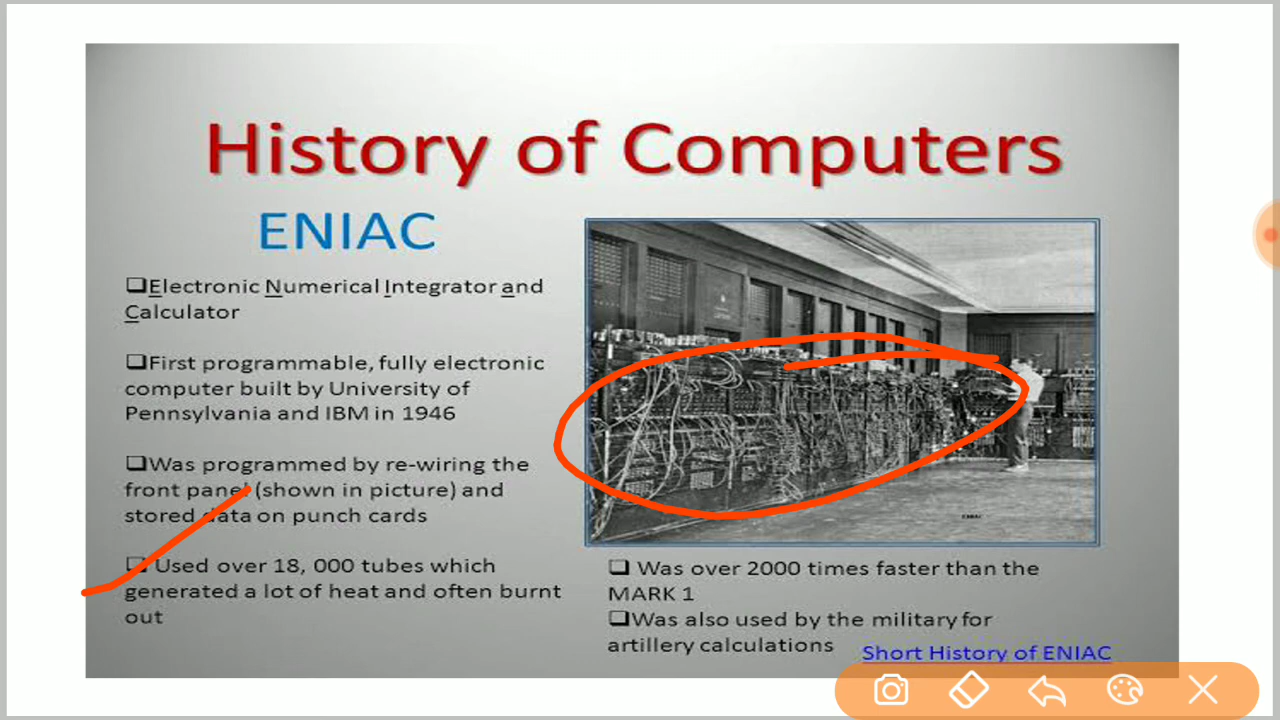 History of Computers
ENIAC
❑Electronic Numerical Integrator and
Calculator
❑First programmable, fully electronic
computer built by University of
Pennsylvania and IBM in 1946
❑Was programmed by re-wiring the
front panel (shown in picture) and
stored data on punch cards
❑ Used over 18, 000 tubes which
generated a lot of heat and often burnt
out
❑ Was over 2000 times faster than the
MARK 1
❑Was also used by the military for
artillery calculations
Short History of ENIAC